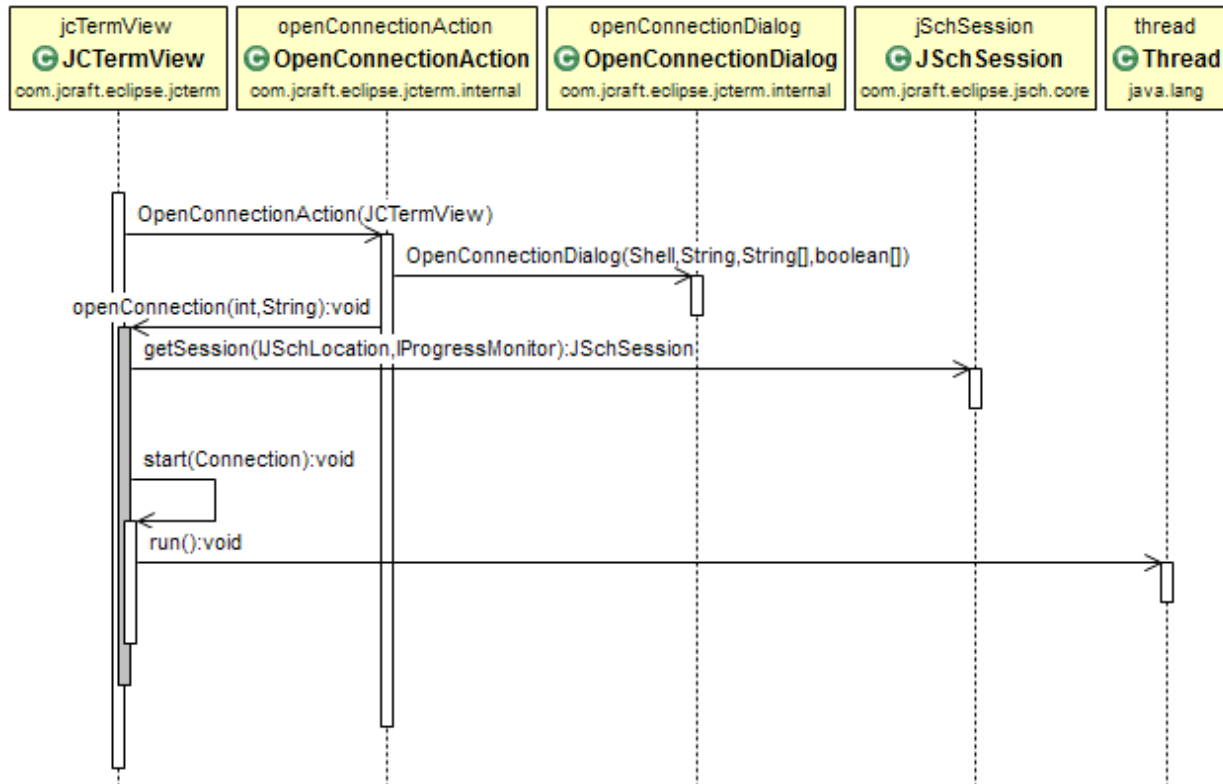 jcTermView
C JCTermView
com.jcraft.eclipse.jcterm
openConnectionAction
C OpenConnectionAction
com.jcraft.eclipse.jcterm.internal
openConnectionDialog
C OpenConnectionDialog
com.jcraft.eclipse.jcterm.internal
jSchSession
C JSchSession
com.jcraft.eclipse.jsch.core
thread
C Thread
java.lang
OpenConnectionAction(JCTermView)
OpenConnectionDialog(Shell,String,String[],boolean[])
openConnection(int,String):void
getSession(IJSchLocation,IProgressMonitor):JSchSession
start(Connection):void
run():void